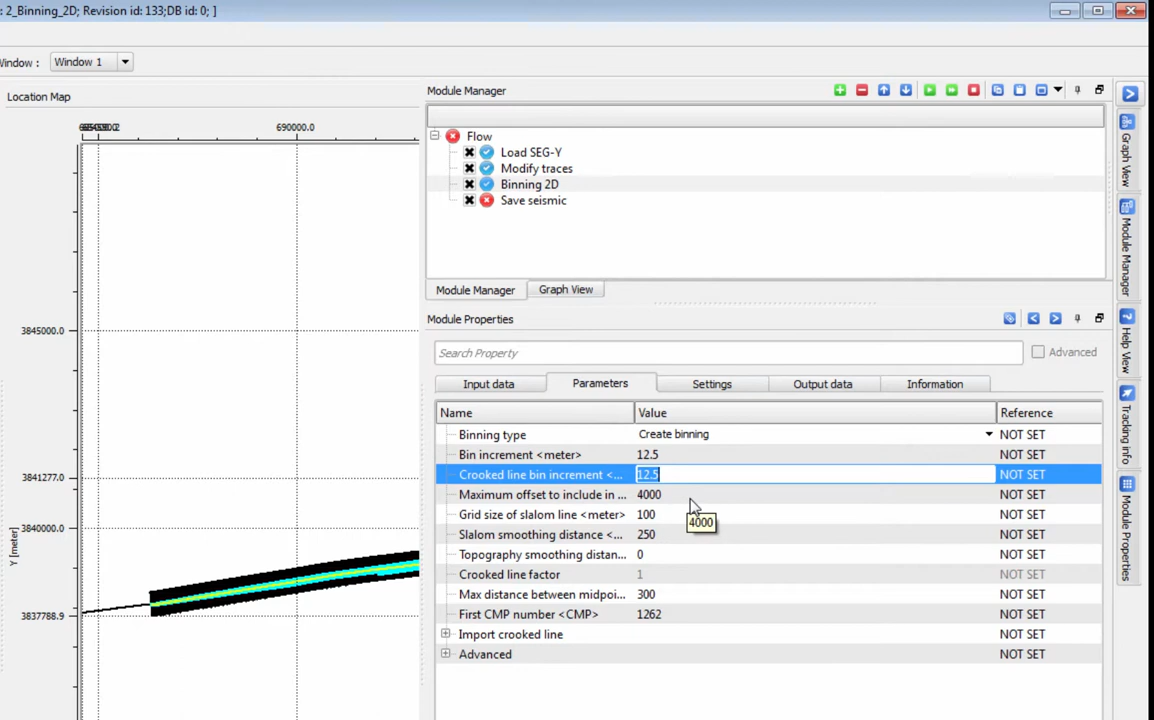 : 2_Binning_2D; Revision id: 133;DB id: 0; ]
Window : Window 1
Location Map
690000.0
3845000.0
3841277.0
3840000.0
3837788.9
Y [meter]
Module Manager
Flow
Load SEG-Y
Modify traces
Binning 2D
Save seismic
Module Manager Graph View
Module Properties
Search Property Advanced
Input data Parameters Settings Output data Information
Name Value Reference
Binning type Create binning NOT SET
Bin increment <meter> 12.5 NOT SET
Crooked line bin increment <... 12.5 NOT SET
Maximum offset to include in ... 4000 NOT SET
Grid size of slalom line <meter> 100 NOT SET
4000
Slalom smoothing distance <... 250 NOT SET
Topography smoothing distan... 0 NOT SET
Crooked line factor 1 NOT SET
Max distance between midpoi... 300 NOT SET
First CMP number <CMP> 1262 NOT SET
Import crooked line NOT SET
Advanced NOT SET
Graph View
Module Manager
Help View
Tracking info
Module Properties